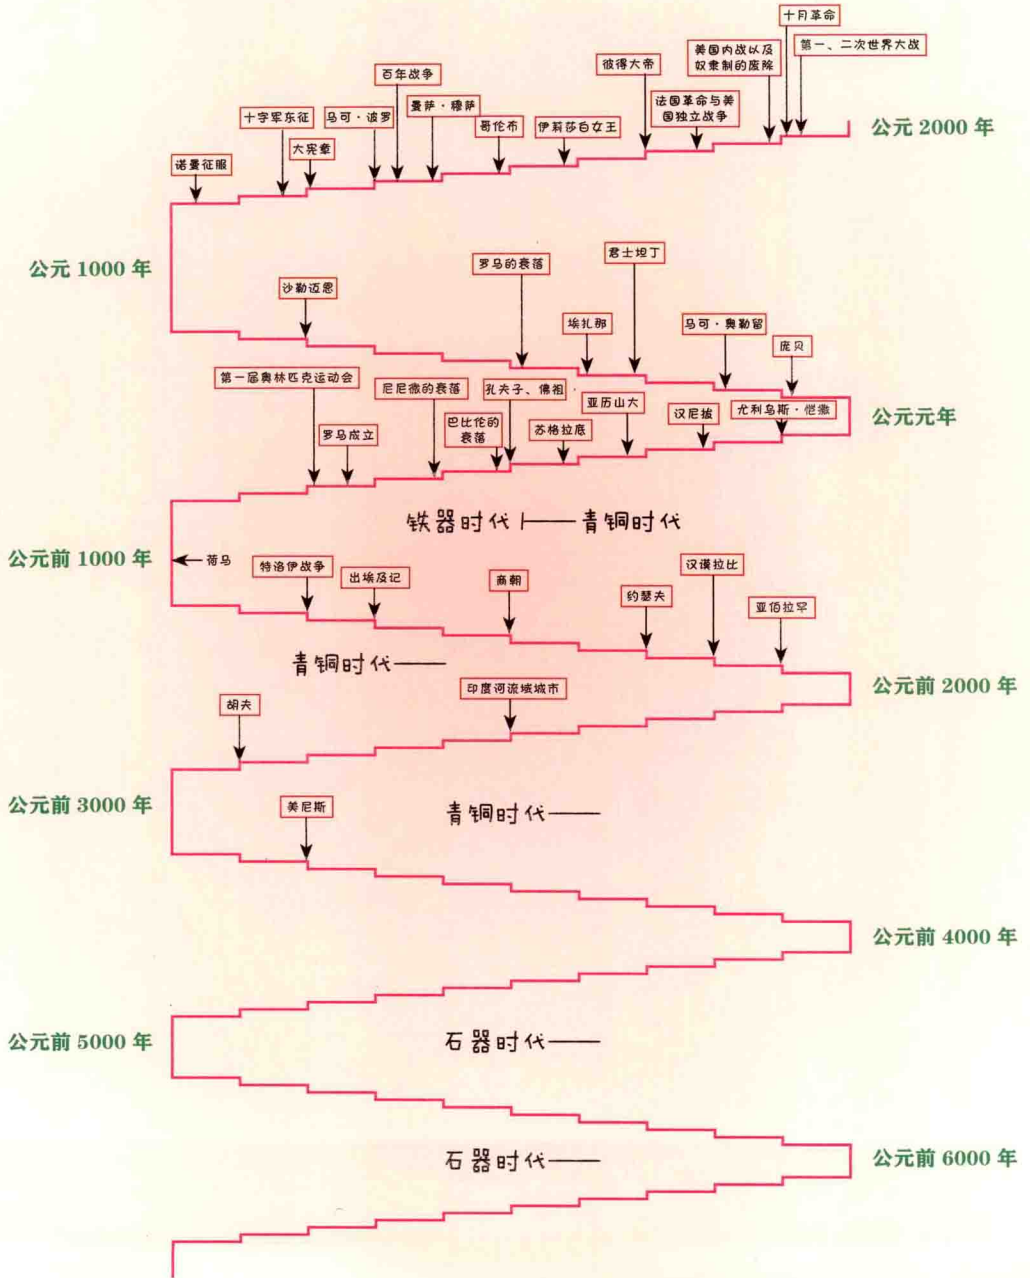 十月革命
第一、二次世界大战
美国内战以及
奴隶制的废除
彼得大帝
百年战争
曼萨·穆萨
法国革命与美
国独立战争
十字军东征
马可·波罗
哥伦布
伊莉莎白女王
公元 2000 年
大宪章
诺曼征服
公元 1000 年
君士坦丁
罗马的衰落
沙勒迈恩
埃扎那
马可·奥勒留
庞贝
第一届奥林匹克运动会
尼尼微的衰落
孔夫子、佛祖
亚历山大
汉尼拔
尤利乌斯·恺撒
公元元年
罗马成立
巴比伦的
衰落
苏格拉底
铁器时代
青铜时代
公元前 1000 年
荷马
特洛伊战争
出埃及记
商朝
约瑟夫
汉谟拉比
亚伯拉罕
青铜时代
公元前 2000 年
胡夫
印度河流域城市
公元前 3000 年
美尼斯
青铜时代
公元前 4000 年
公元前 5000 年
石器时代
石器时代
公元前 6000 年